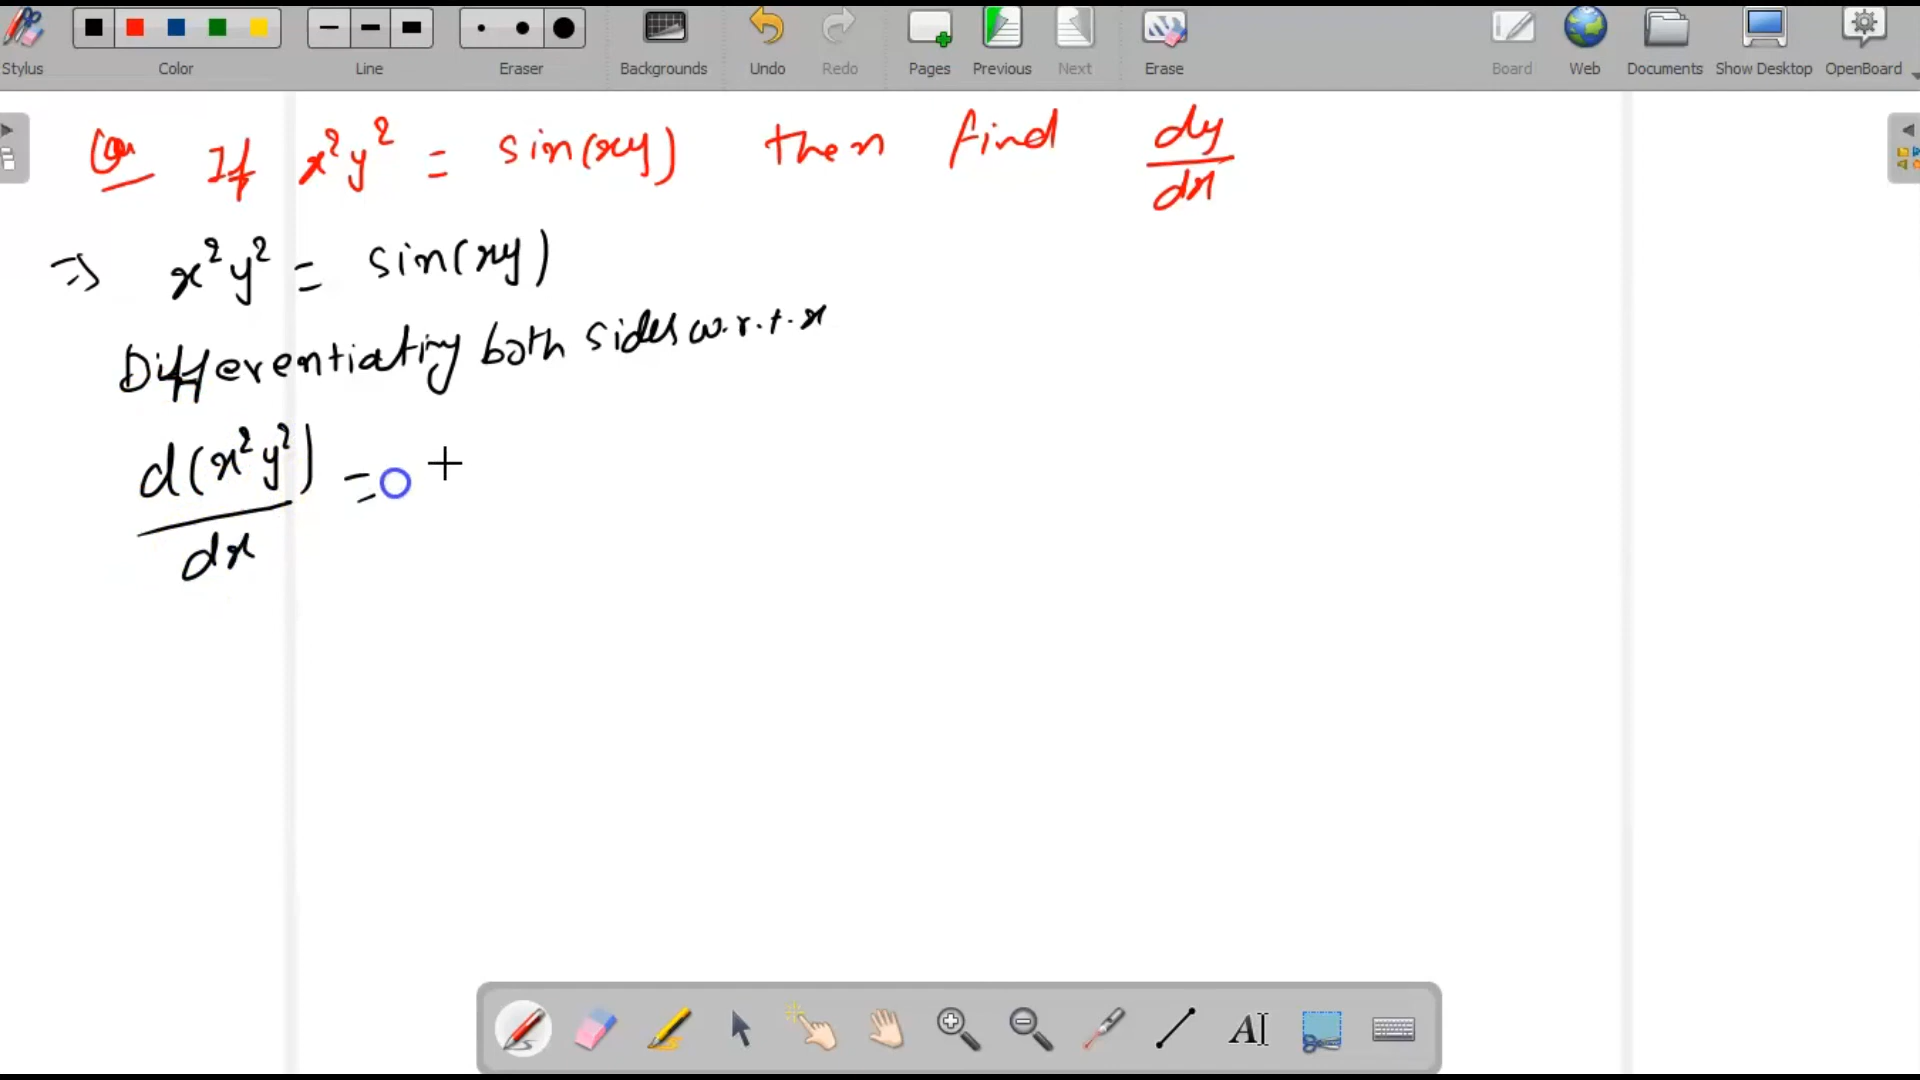 Stylus Color Line Eraser Backgrounds Undo Redo Pages Previous Next Erase Board Web Documents Show Desktop OpenBoard
If x²y² = sin(xy) then find dy/dx
⇒ x²y² = sin(xy)
Differentiating both sides w.r.t. x
d(x²y²)/dx =